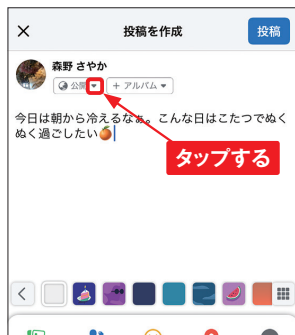 × 投稿を作成 投稿
森野 さやか
公開 ▼ + アルバム ▼
今日は朝から冷えるなぁ。こんな日はこたつでぬく
ぬく過ごしたい🍊
タップする